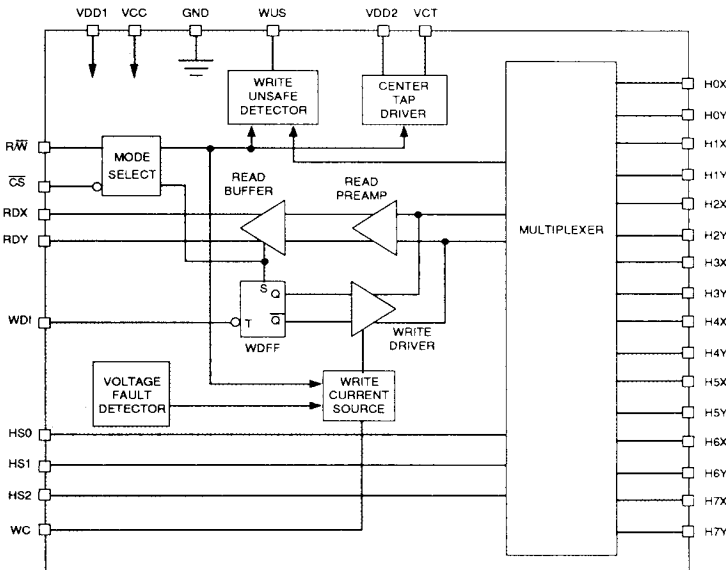 VDD1 VCC GND WUS VDD2 VCT
WRITE
UNSAFE
DETECTOR
CENTER
TAP
DRIVER
H0X
H0Y
H1X
H1Y
H2X
H2Y
H3X
H3Y
H4X
H4Y
H5X
H5Y
H6X
H6Y
H7X
H7Y
R/W̅
C̅S̅
RDX
RDY
WDI
HS0
HS1
HS2
WC
MODE
SELECT
READ
BUFFER
READ
PREAMP
MULTIPLEXER
S Q
T Q̅
WDFF
WRITE
DRIVER
VOLTAGE
FAULT
DETECTOR
WRITE
CURRENT
SOURCE